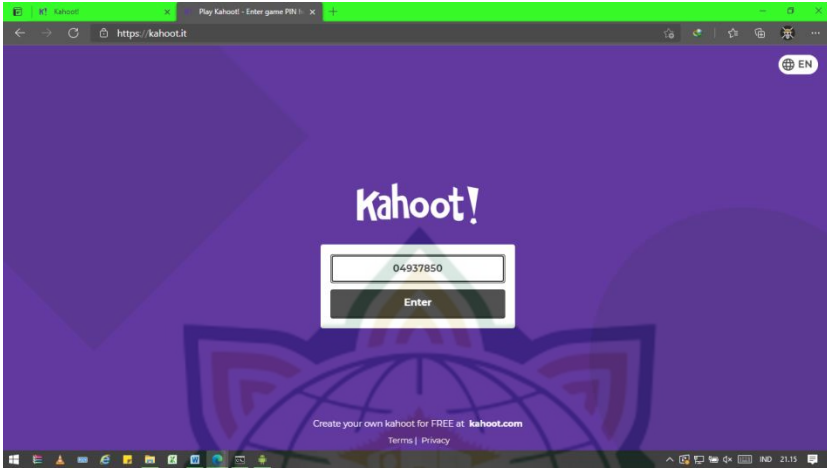 Kahoot!
Play Kahoot! - Enter game PIN h
https://kahoot.it
EN
Kahoot!
04937850
Enter
Create your own kahoot for FREE at kahoot.com
Terms | Privacy
IND 21.15